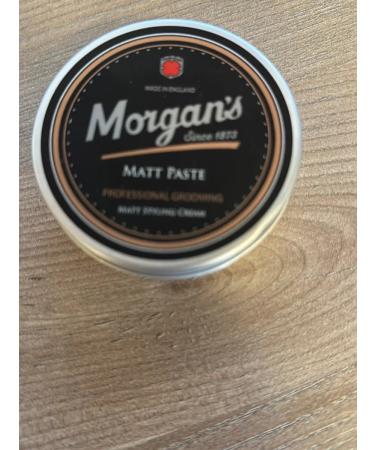 MADE IN ENGLAND
Morgan's
Since 1873
MATT PASTE
PROFESSIONAL GROOMING
MATT STYLING CREAM